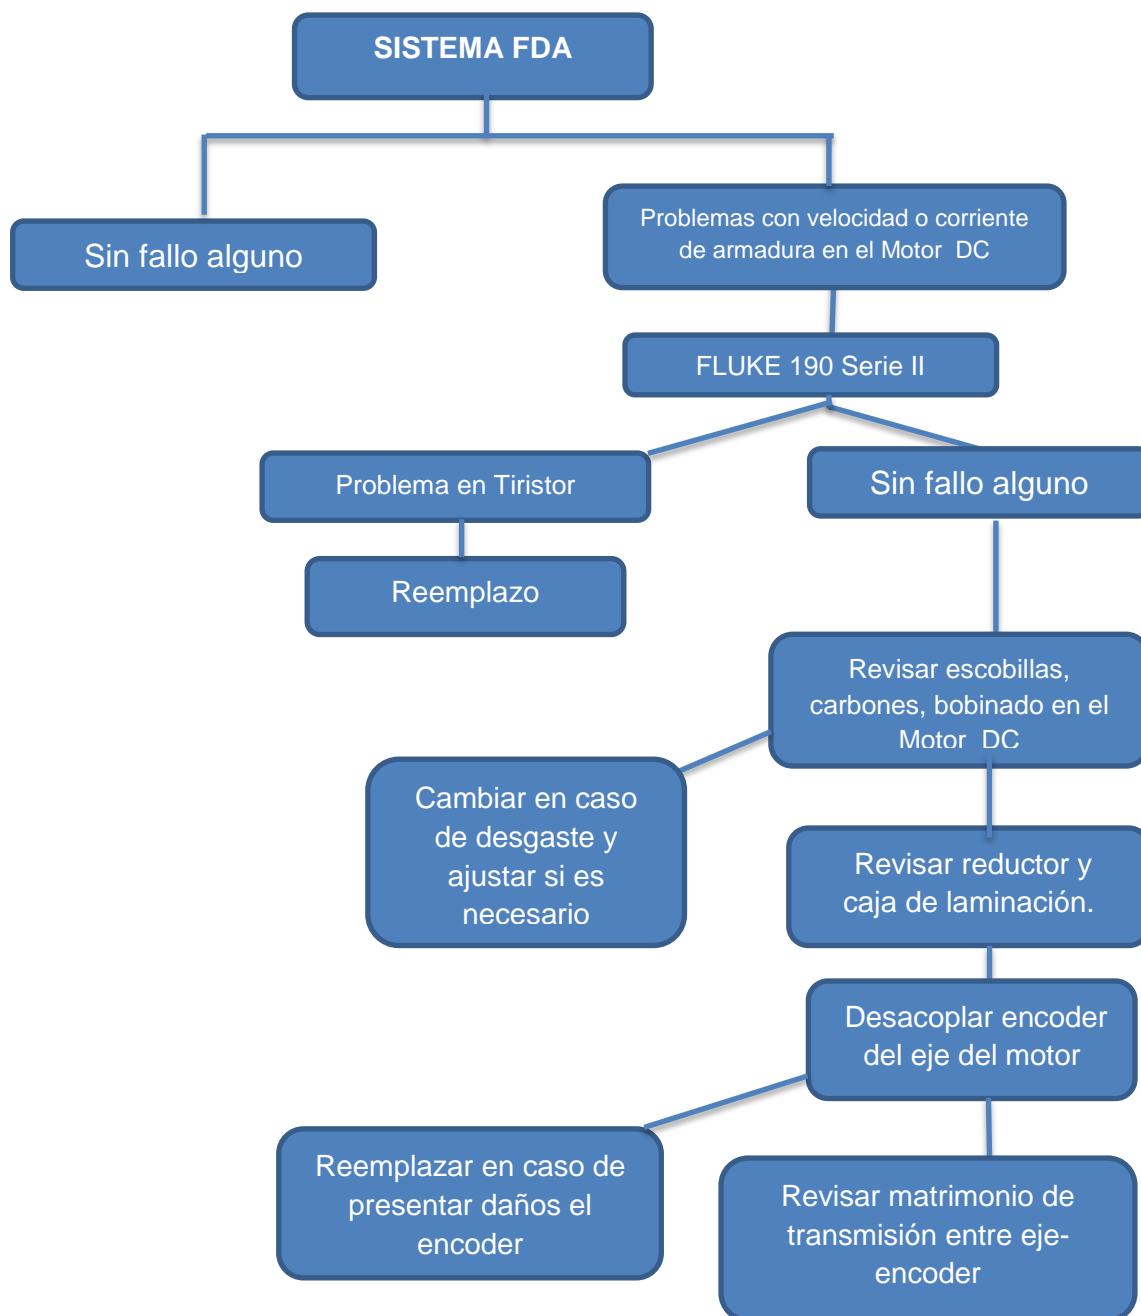 SISTEMA FDA
Sin fallo alguno
Problemas con velocidad o corriente
de armadura en el Motor  DC
FLUKE 190 Serie II
Problema en Tiristor
Sin fallo alguno
Reemplazo
Revisar escobillas,
carbones, bobinado en el
Motor  DC
Cambiar en caso
de desgaste y
ajustar si es
necesario
Revisar reductor y
caja de laminación.
Desacoplar encoder
del eje del motor
Reemplazar en caso de
presentar daños el
encoder
Revisar matrimonio de
transmisión entre eje-
encoder